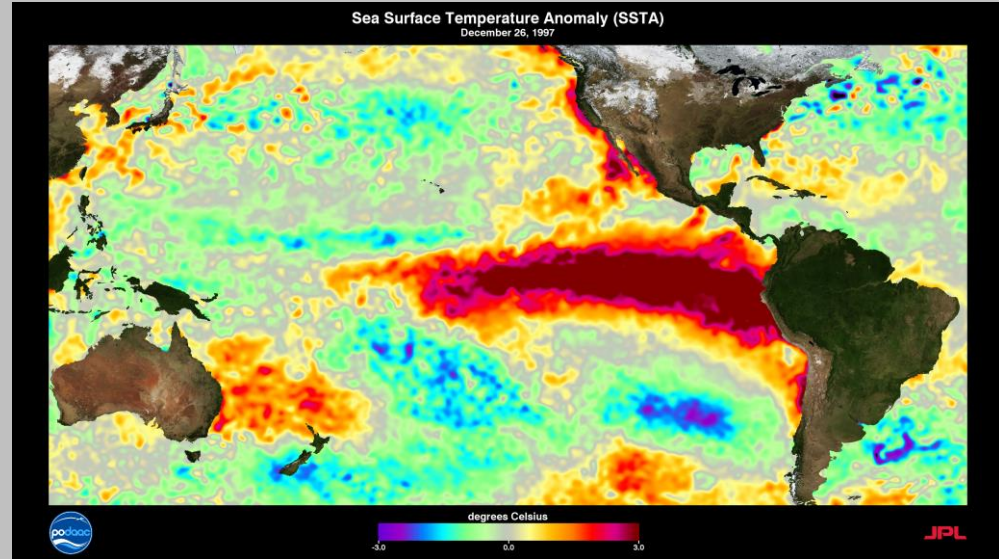 Sea Surface Temperature Anomaly (SSTA)
December 26, 1997
podaac
degrees Celsius
-3.0 0.0 3.0
JPL